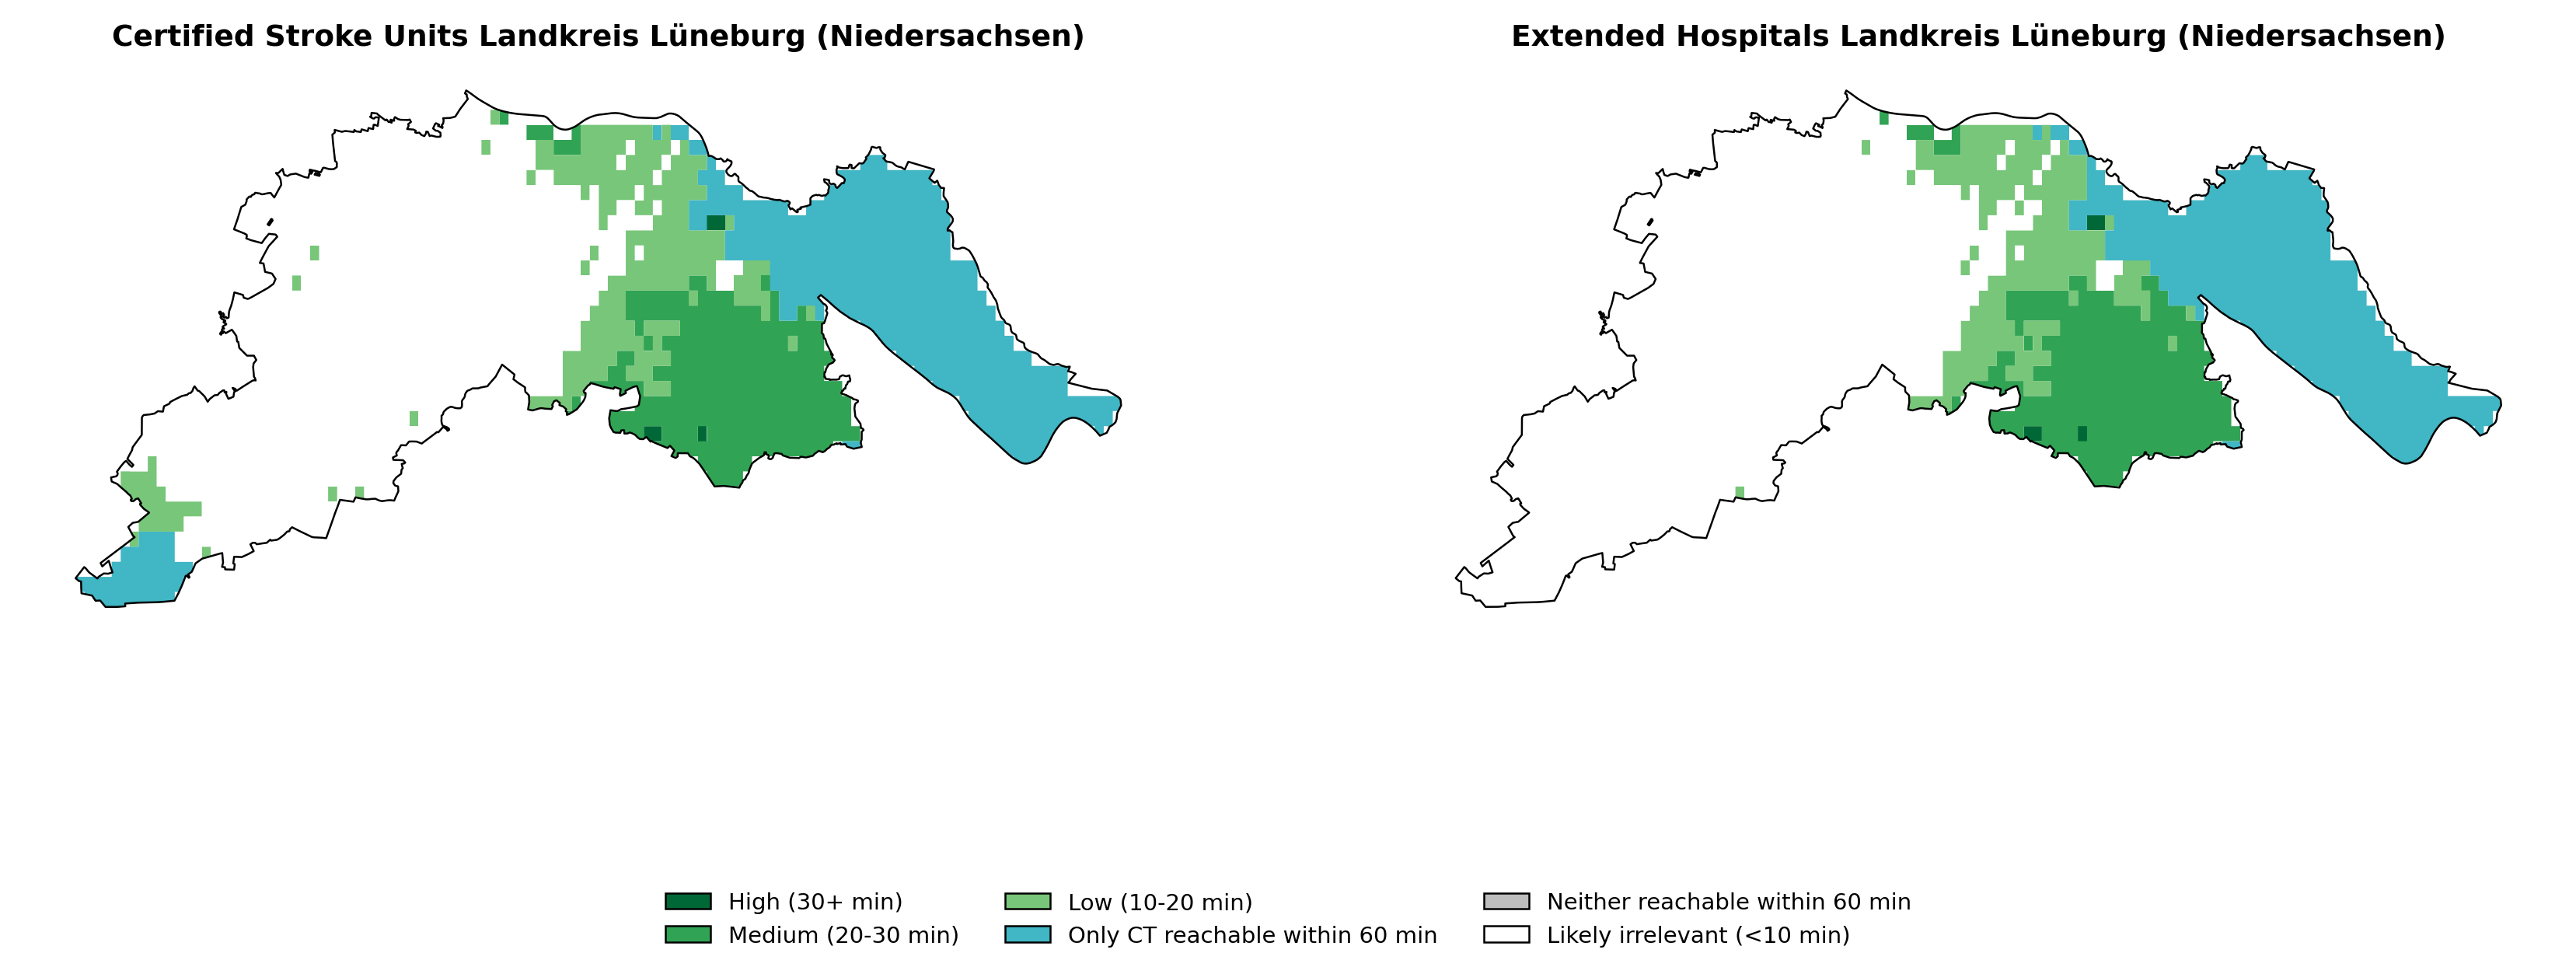 Certified Stroke Units Landkreis Lüneburg (Niedersachsen)
Extended Hospitals Landkreis Lüneburg (Niedersachsen)
High (30+ min)
Medium (20-30 min)
Low (10-20 min)
Only CT reachable within 60 min
Neither reachable within 60 min
Likely irrelevant (<10 min)